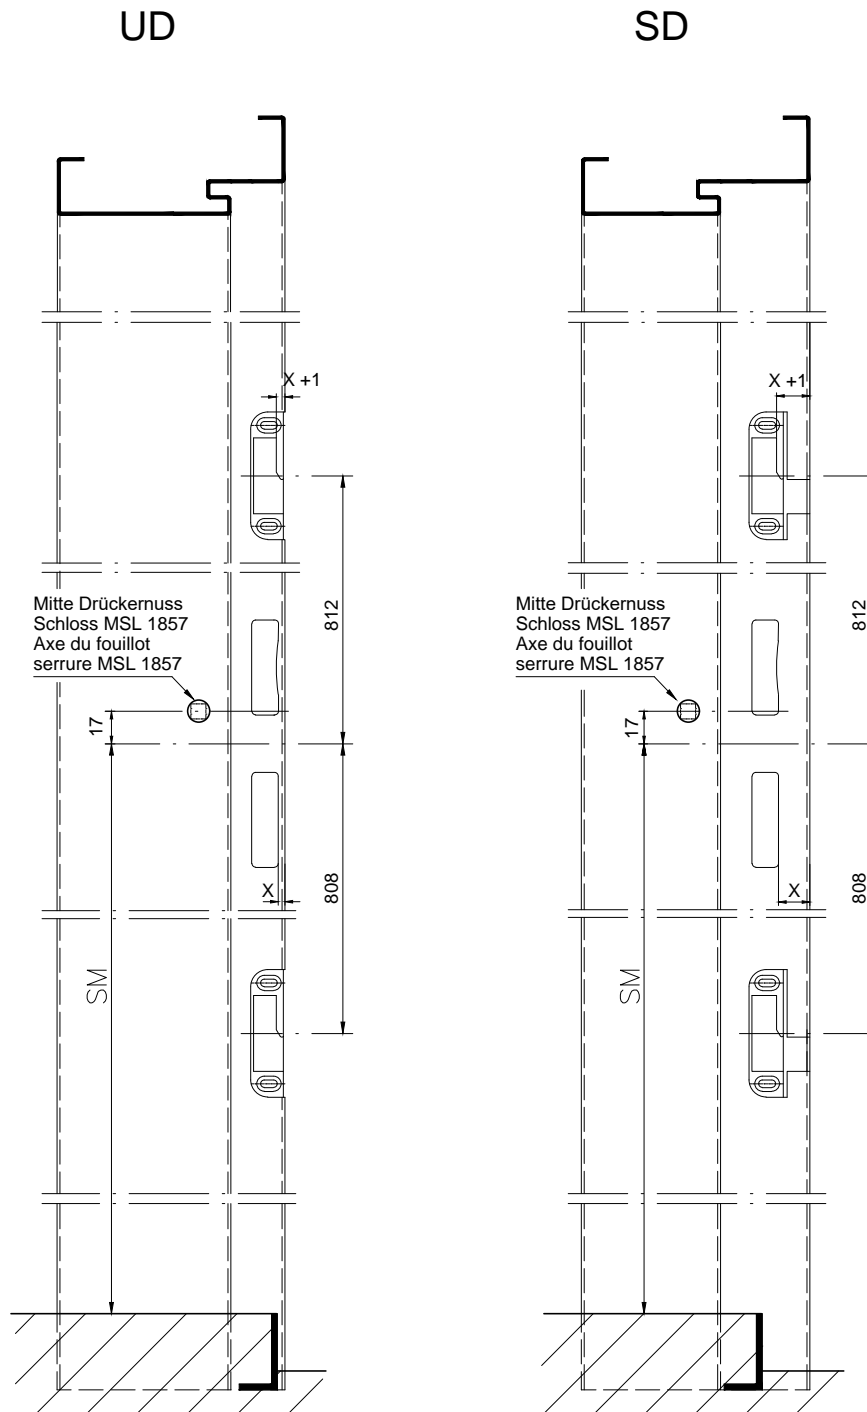 UD
SD
X +1
X +1
812
812
Mitte Drückernuss
Schloss MSL 1857
Axe du fouillot
serrure MSL 1857
Mitte Drückernuss
Schloss MSL 1857
Axe du fouillot
serrure MSL 1857
17
17
X
808
X
808
SM
SM